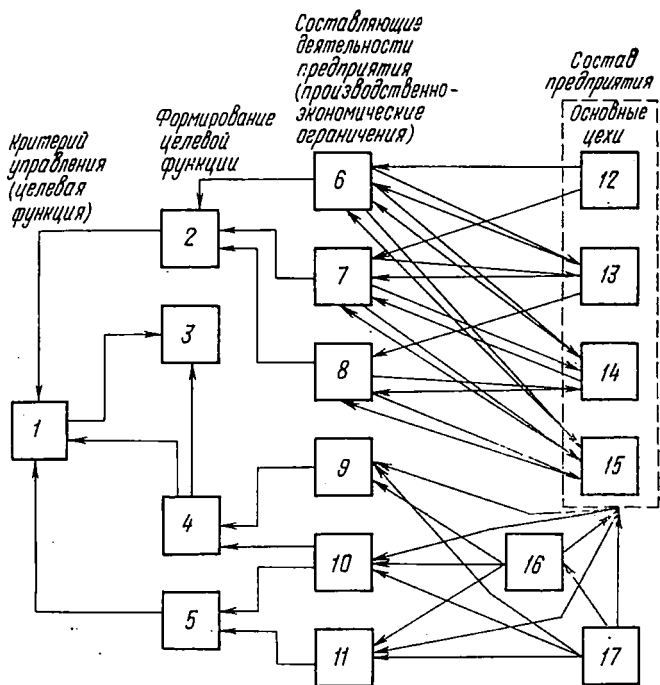 Составляющие
деятельности
предприятия
(производственно-
экономические
ограничения)
Состав
предприятия
Формирование
целевой
функции
Основные
цехи
Критерий
управления
(целевая
функция)
6
12
2
7
13
3
8
14
1
9
15
4
10
16
5
11
17